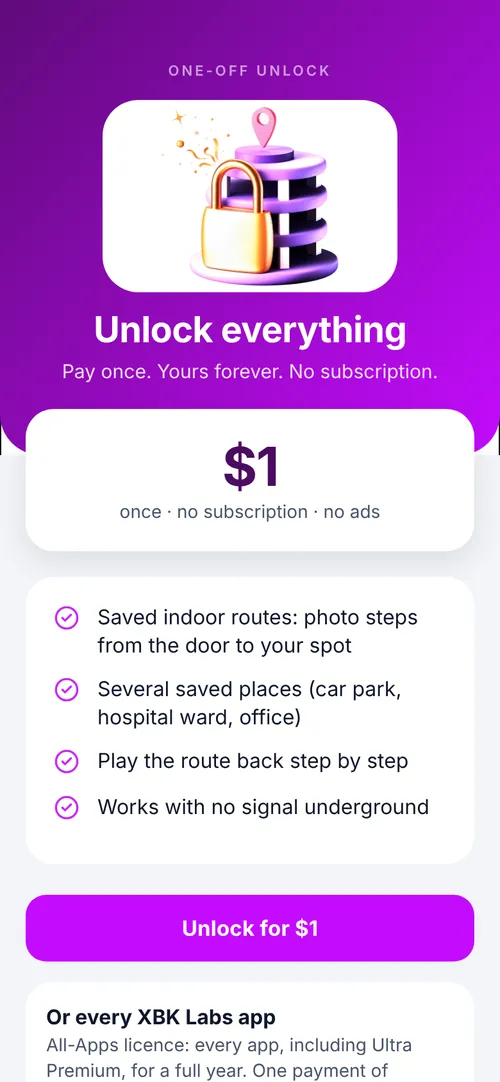 ONE-OFF UNLOCK
Unlock everything
Pay once. Yours forever. No subscription.
$1
once · no subscription · no ads
Saved indoor routes: photo steps
from the door to your spot
Several saved places (car park,
hospital ward, office)
Play the route back step by step
Works with no signal underground
Unlock for $1
Or every XBK Labs app
All-Apps licence: every app, including Ultra
Premium, for a full year. One payment of